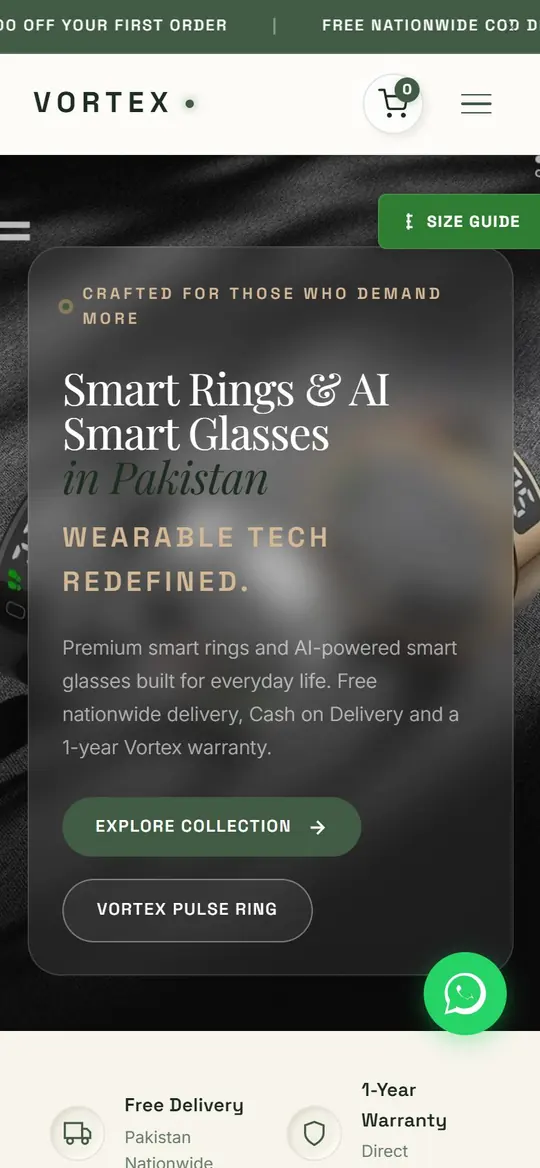 OFF YOUR FIRST ORDER | FREE NATIONWIDE COD
VORTEX
0
SIZE GUIDE
CRAFTED FOR THOSE WHO DEMAND
MORE
Smart Rings & AI
Smart Glasses
in Pakistan
WEARABLE TECH
REDEFINED.
Premium smart rings and AI-powered smart
glasses built for everyday life. Free
nationwide delivery, Cash on Delivery and a
1-year Vortex warranty.
EXPLORE COLLECTION →
VORTEX PULSE RING
Free Delivery
Pakistan
Nationwide
1-Year
Warranty
Direct